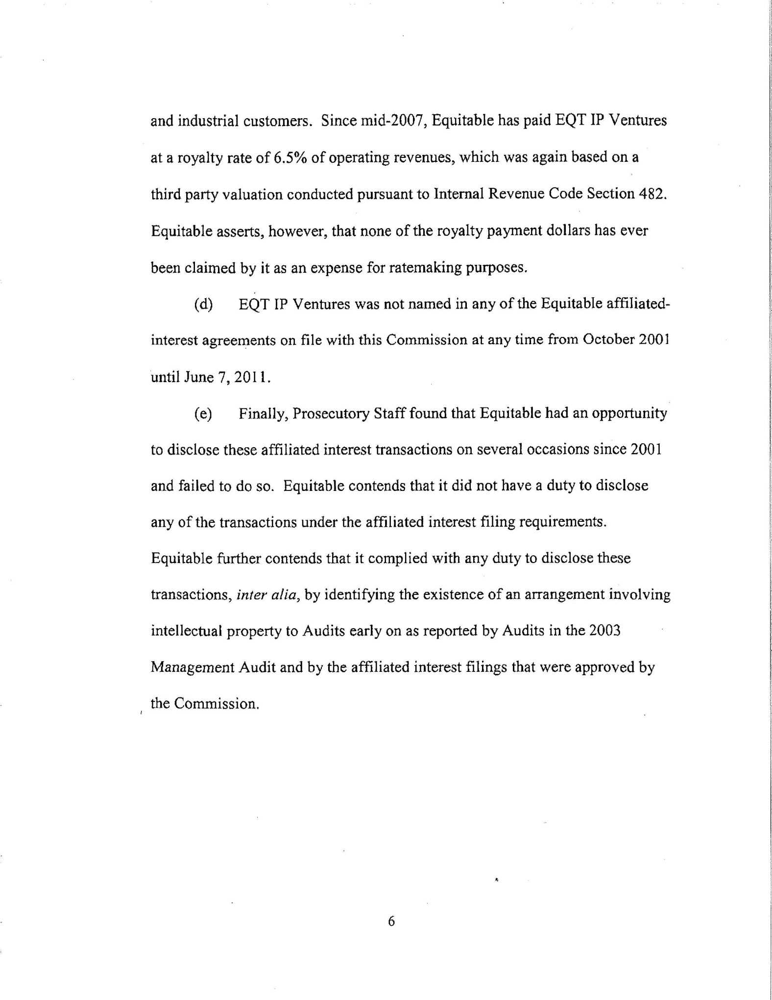 and industrial customers. Since mid-2007, Equitable has paid EQT IP Ventures
at a royalty rate of 6.5% of operating revenues, which was again based on a
third party valuation conducted pursuant to Internal Revenue Code Section 482.
Equitable asserts, however, that none of the royalty payment dollars has ever
been claimed by it as an expense for ratemaking purposes.
(d) EQT IP Ventures was not named in any of the Equitable affiliated-
interest agreements on file with this Commission at any time from October 2001
until June 7, 2011.
(e) Finally, Prosecutory Staff found that Equitable had an opportunity
to disclose these affiliated interest transactions on several occasions since 2001
and failed to do so. Equitable contends that it did not have a duty to disclose
any of the transactions under the affiliated interest filing requirements.
Equitable further contends that it complied with any duty to disclose these
transactions, inter alia, by identifying the existence of an arrangement involving
intellectual property to Audits early on as reported by Audits in the 2003
Management Audit and by the affiliated interest filings that were approved by
the Commission.
6